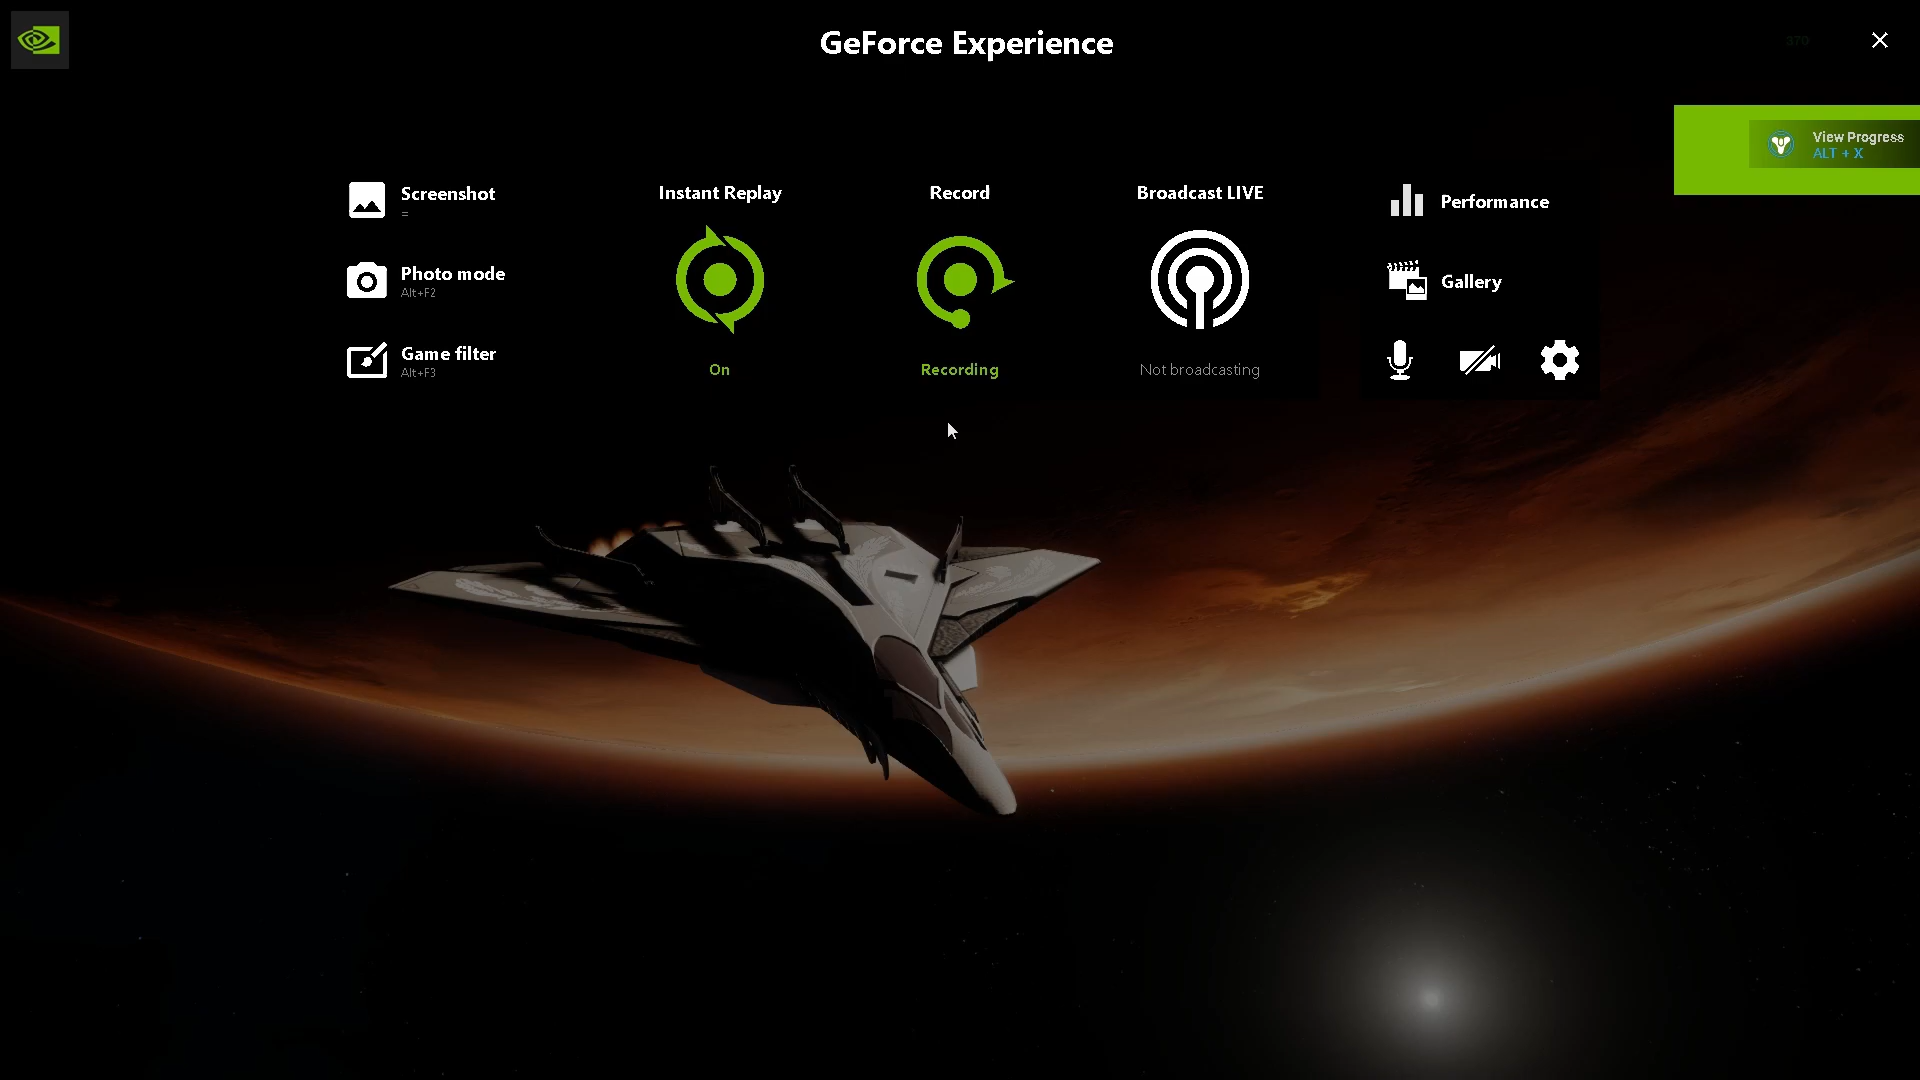 GeForce Experience
370
View Progress
ALT + X
Screenshot
=
Photo mode
Alt+F2
Game filter
Alt+F3
Instant Replay
On
Record
Recording
Broadcast LIVE
Not broadcasting
Performance
Gallery